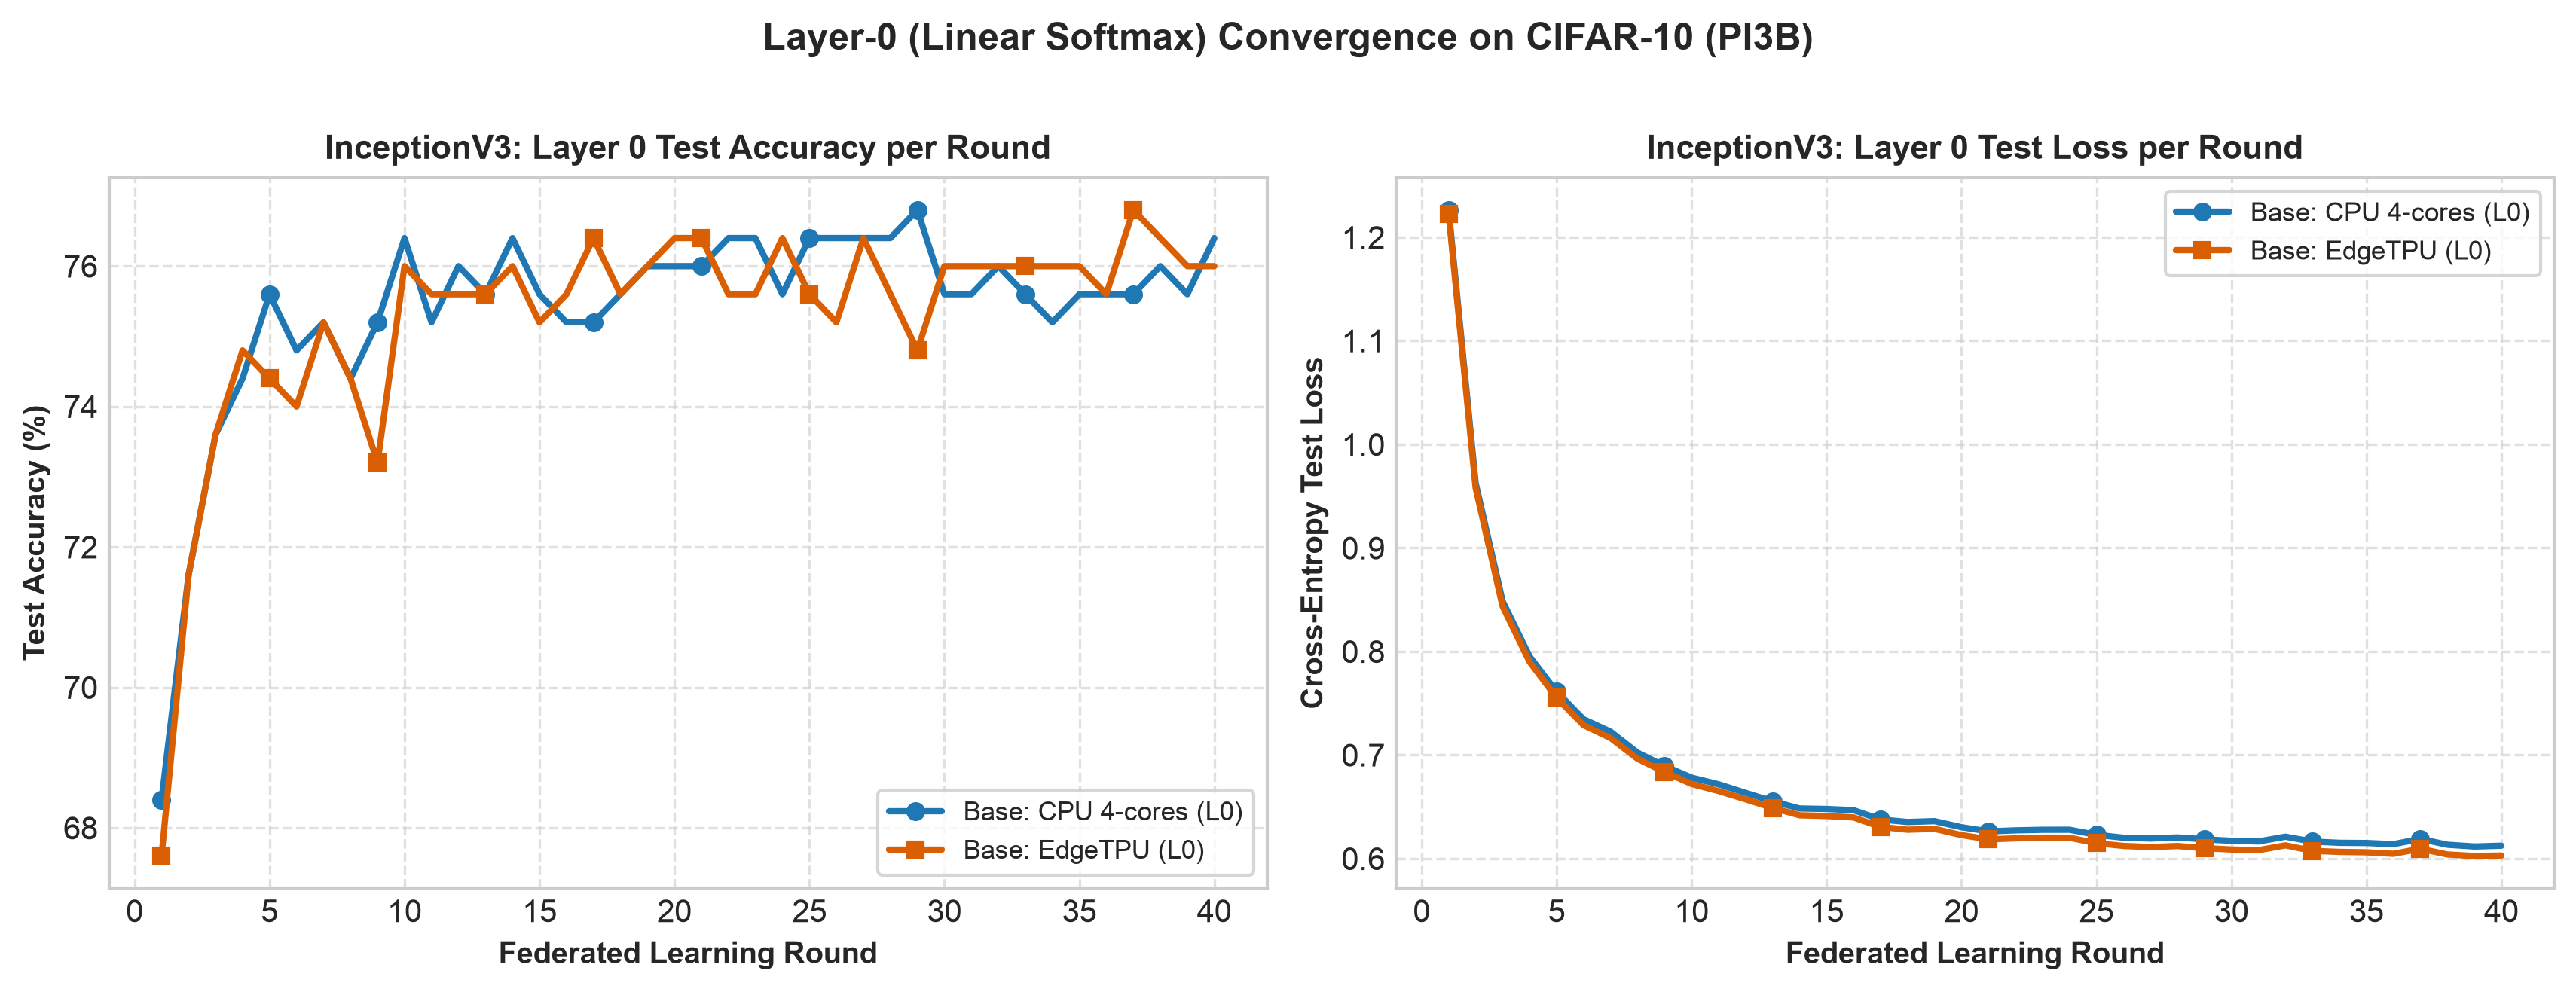 Layer-0 (Linear Softmax) Convergence on CIFAR-10 (PI3B)
InceptionV3: Layer 0 Test Accuracy per Round
Test Accuracy (%)
76
74
72
70
68
0 5 10 15 20 25 30 35 40
Federated Learning Round
Base: CPU 4-cores (L0)
Base: EdgeTPU (L0)
InceptionV3: Layer 0 Test Loss per Round
Cross-Entropy Test Loss
1.2
1.1
1.0
0.9
0.8
0.7
0.6
0 5 10 15 20 25 30 35 40
Federated Learning Round
Base: CPU 4-cores (L0)
Base: EdgeTPU (L0)